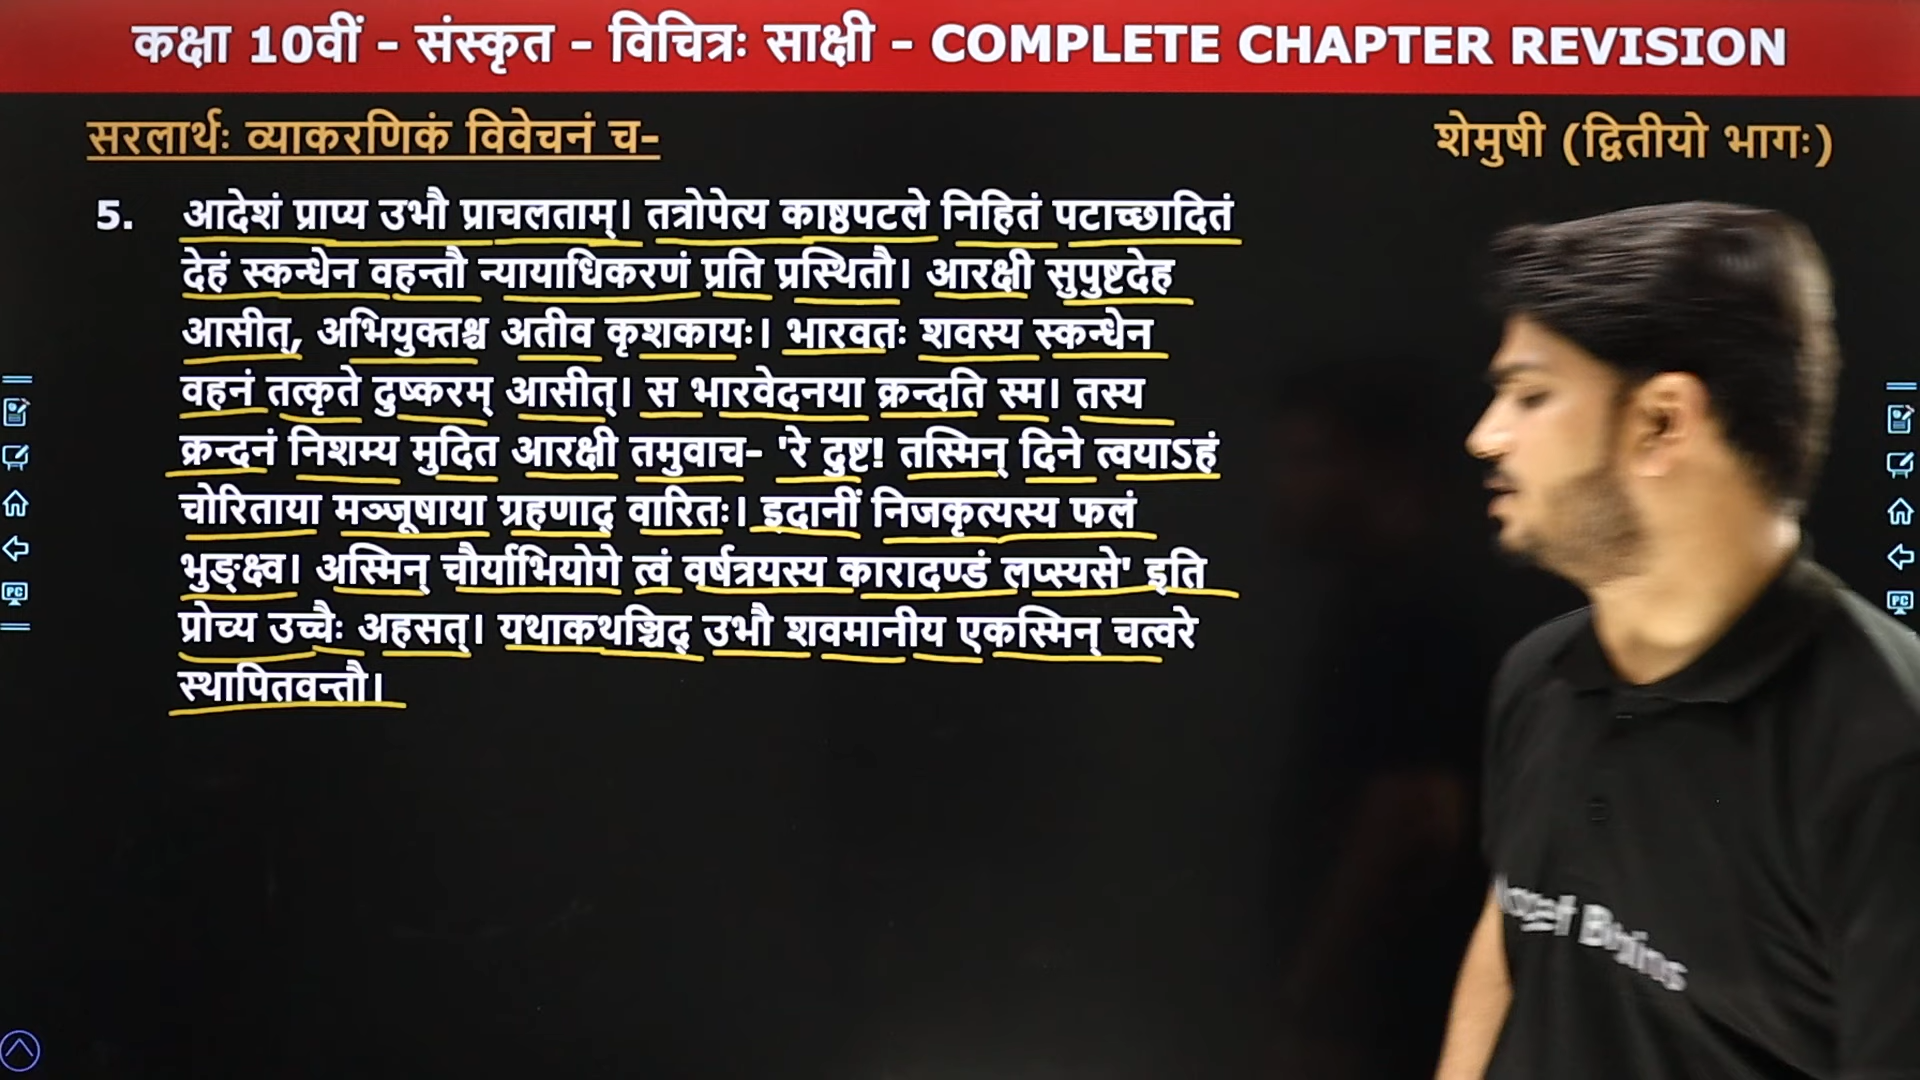 कक्षा 10वीं - संस्कृत - विचित्रः साक्षी - COMPLETE CHAPTER REVISION
सरलार्थः व्याकरणिकं विवेचनं च-
शेमुषी (द्वितीयो भागः)
5. आदेशं प्राप्य उभौ प्राचलताम्। तत्रोपेत्य काष्ठपटले निहितं पटाच्छादितं
देहं स्कन्धेन वहन्तौ न्यायाधिकरणं प्रति प्रस्थितौ। आरक्षी सुपुष्टदेह
आसीत्, अभियुक्तश्च अतीव कृशकायः। भारवतः शवस्य स्कन्धेन
वहनं तत्कृते दुष्करम् आसीत्। स भारवेदनया क्रन्दति स्म। तस्य
क्रन्दनं निशम्य मुदित आरक्षी तमुवाच- 'रे दुष्ट! तस्मिन् दिने त्वयाऽहं
चोरिताया मञ्जूषाया ग्रहणाद् वारितः। इदानीं निजकृत्यस्य फलं
भुङ्क्ष्व। अस्मिन् चौर्याभियोगे त्वं वर्षत्रयस्य कारादण्डं लप्स्यसे' इति
प्रोच्य उच्चैः अहसत्। यथाकथञ्चिद् उभौ शवमानीय एकस्मिन् चत्वरे
स्थापितवन्तौ।
PC
PC
Brains